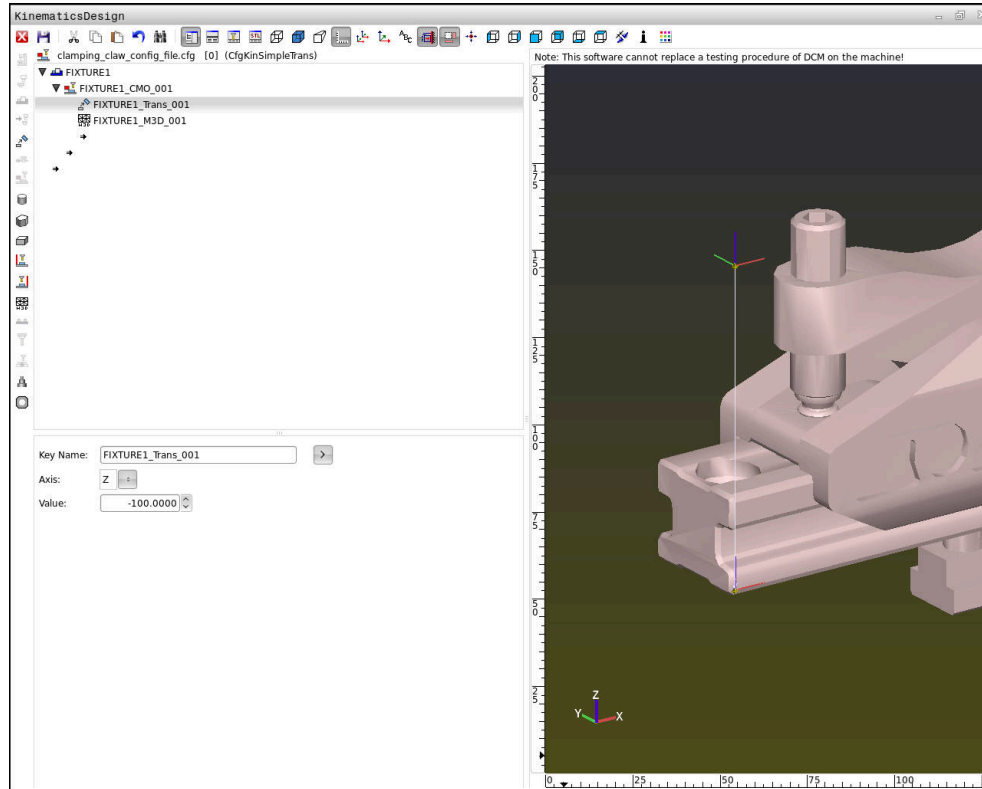 KinematicsDesign
clamping_claw_config_file.cfg [0] (CfgKinSimpleTrans)
Note: This software cannot replace a testing procedure of DCM on the machine!
FIXTURE1
FIXTURE1_CMO_001
FIXTURE1_Trans_001
FIXTURE1_M3D_001
Key Name: FIXTURE1_Trans_001 >
Axis: Z
Value: -100.0000
200
175
150
125
100
75
50
25
Z
Y X
0 25 50 75 100